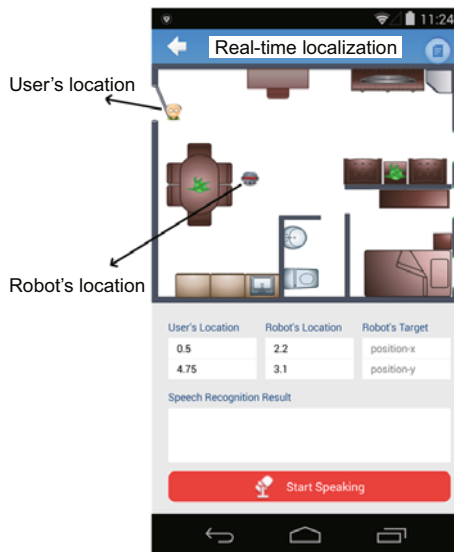 11:24
Real-time localization
User's location
Robot's location
User's Location Robot's Location Robot's Target
0.5 2.2 position-x
4.75 3.1 position-y
Speech Recognition Result
Start Speaking